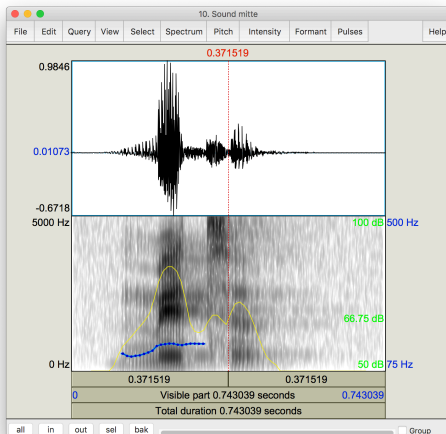 10. Sound mitte
File Edit Query View Select Spectrum Pitch Intensity Formant Pulses Help
0.371519
0.9846
0.01073
-0.6718
5000 Hz 100 dB 500 Hz
66.75 dB
0 Hz 50 dB 75 Hz
0.371519 0.371519
0 Visible part 0.743039 seconds 0.743039
Total duration 0.743039 seconds
all in out sel bak Group